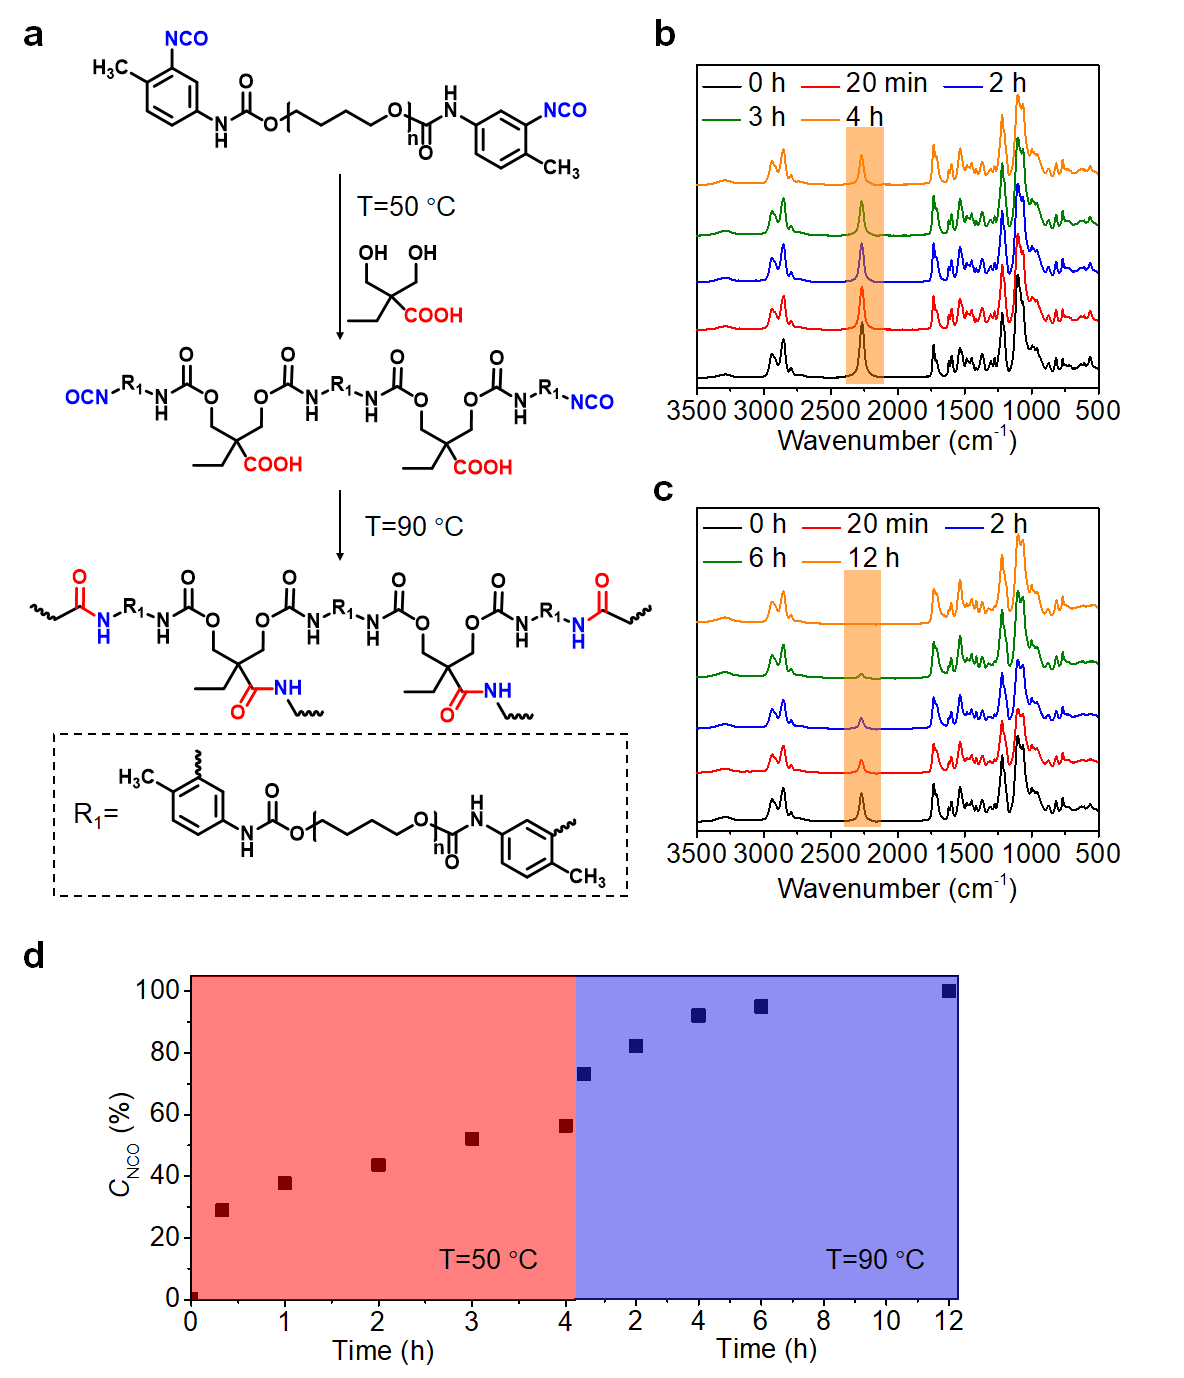 a
NCO
H3C
O
N
H
O
O
n
O
H
N
NCO
CH3
T=50 °C
OH OH
COOH
O O O O
OCN R1 N H O O N H R1 N H O O N H R1 NCO
COOH COOH
T=90 °C
O O O O O O
N H R1 N H O O N H R1 N H O O N H R1 N H
O NH O NH
R1=
H3C
O
N
H
O
O
n
O
H
N
CH3
b
0 h 20 min 2 h
3 h 4 h
3500 3000 2500 2000 1500 1000 500
Wavenumber (cm-1)
c
0 h 20 min 2 h
6 h 12 h
3500 3000 2500 2000 1500 1000 500
Wavenumber (cm-1)
d
100
80
60
40
20
0
CNCO (%)
T=50 °C T=90 °C
0 1 2 3 4 2 4 6 8 10 12
Time (h) Time (h)